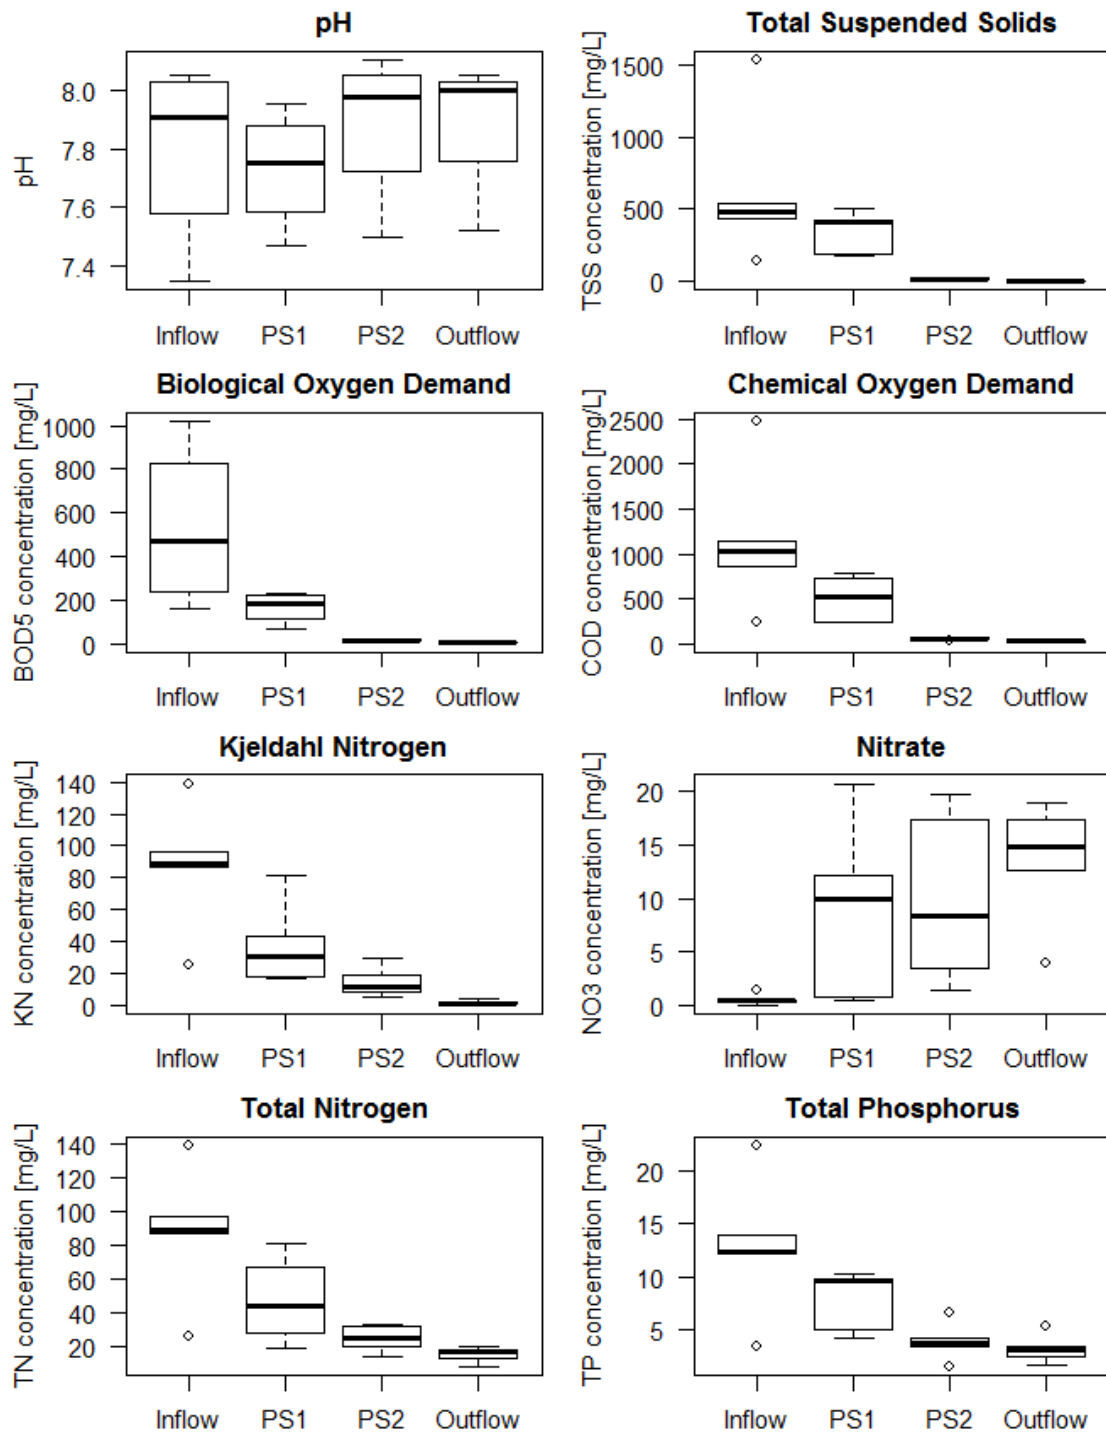 pH
pH
8.0
7.8
7.6
7.4
Inflow PS1 PS2 Outflow
Total Suspended Solids
TSS concentration [mg/L]
1500
1000
500
0
Inflow PS1 PS2 Outflow
Biological Oxygen Demand
BOD5 concentration [mg/L]
1000
800
600
400
200
0
Inflow PS1 PS2 Outflow
Chemical Oxygen Demand
COD concentration [mg/L]
2500
2000
1500
1000
500
0
Inflow PS1 PS2 Outflow
Kjeldahl Nitrogen
KN concentration [mg/L]
140
120
100
80
60
40
20
0
Inflow PS1 PS2 Outflow
Nitrate
NO3 concentration [mg/L]
20
15
10
5
0
Inflow PS1 PS2 Outflow
Total Nitrogen
TN concentration [mg/L]
140
120
100
80
60
40
20
Inflow PS1 PS2 Outflow
Total Phosphorus
TP concentration [mg/L]
20
15
10
5
Inflow PS1 PS2 Outflow